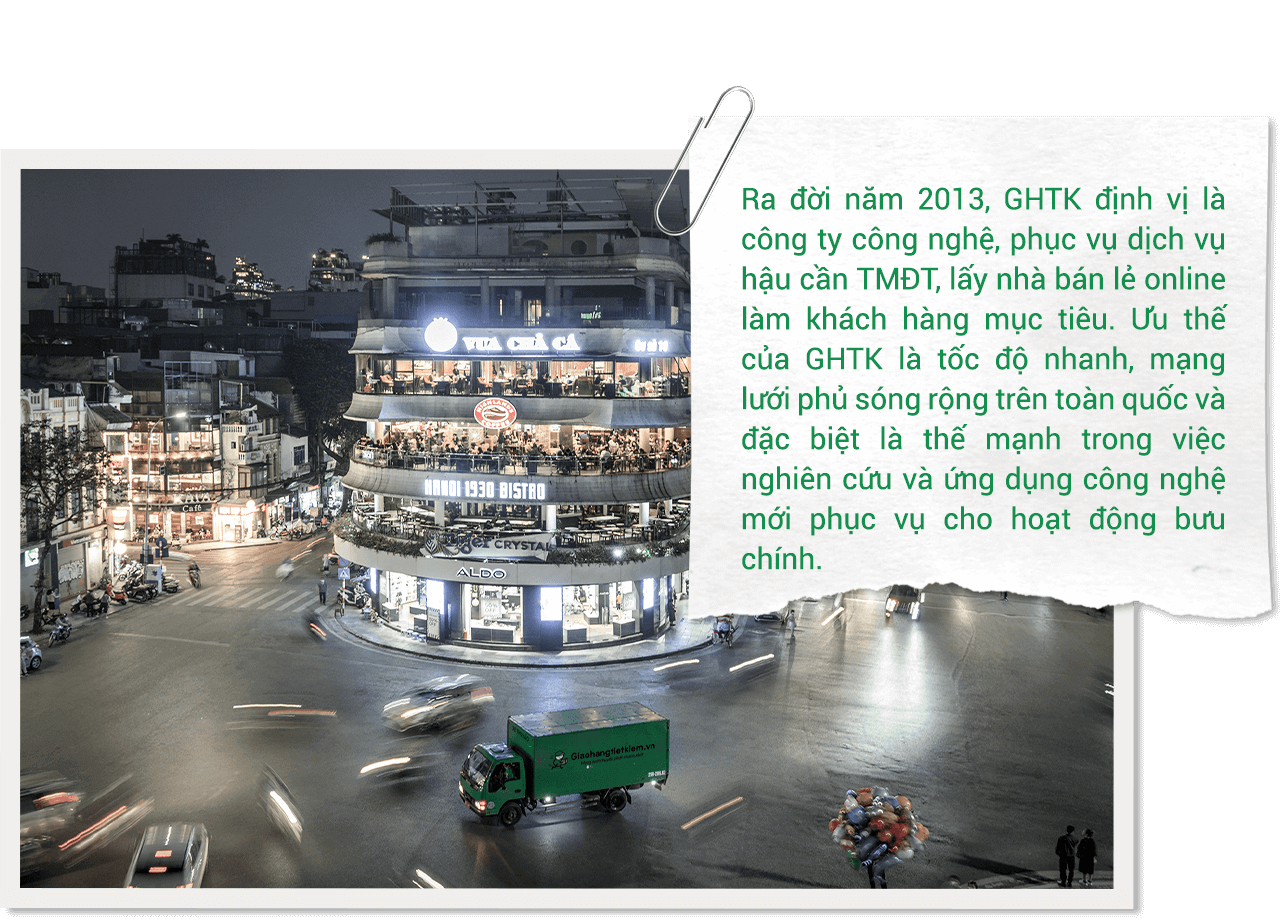 Ra đời năm 2013, GHTK định vị là
công ty công nghệ, phục vụ dịch vụ
hậu cần TMĐT, lấy nhà bán lẻ online
làm khách hàng mục tiêu. Ưu thế
của GHTK là tốc độ nhanh, mạng
lưới phủ sóng rộng trên toàn quốc và
đặc biệt là thế mạnh trong việc
nghiên cứu và ứng dụng công nghệ
mới phục vụ cho hoạt động bưu
chính.
VUA CHẢ CÁ
HIGHLANDS
COFFEE
HANOI 1930 BISTRO
Café
CRYSTAL
ALDO
Giaohangtietkiem.vn